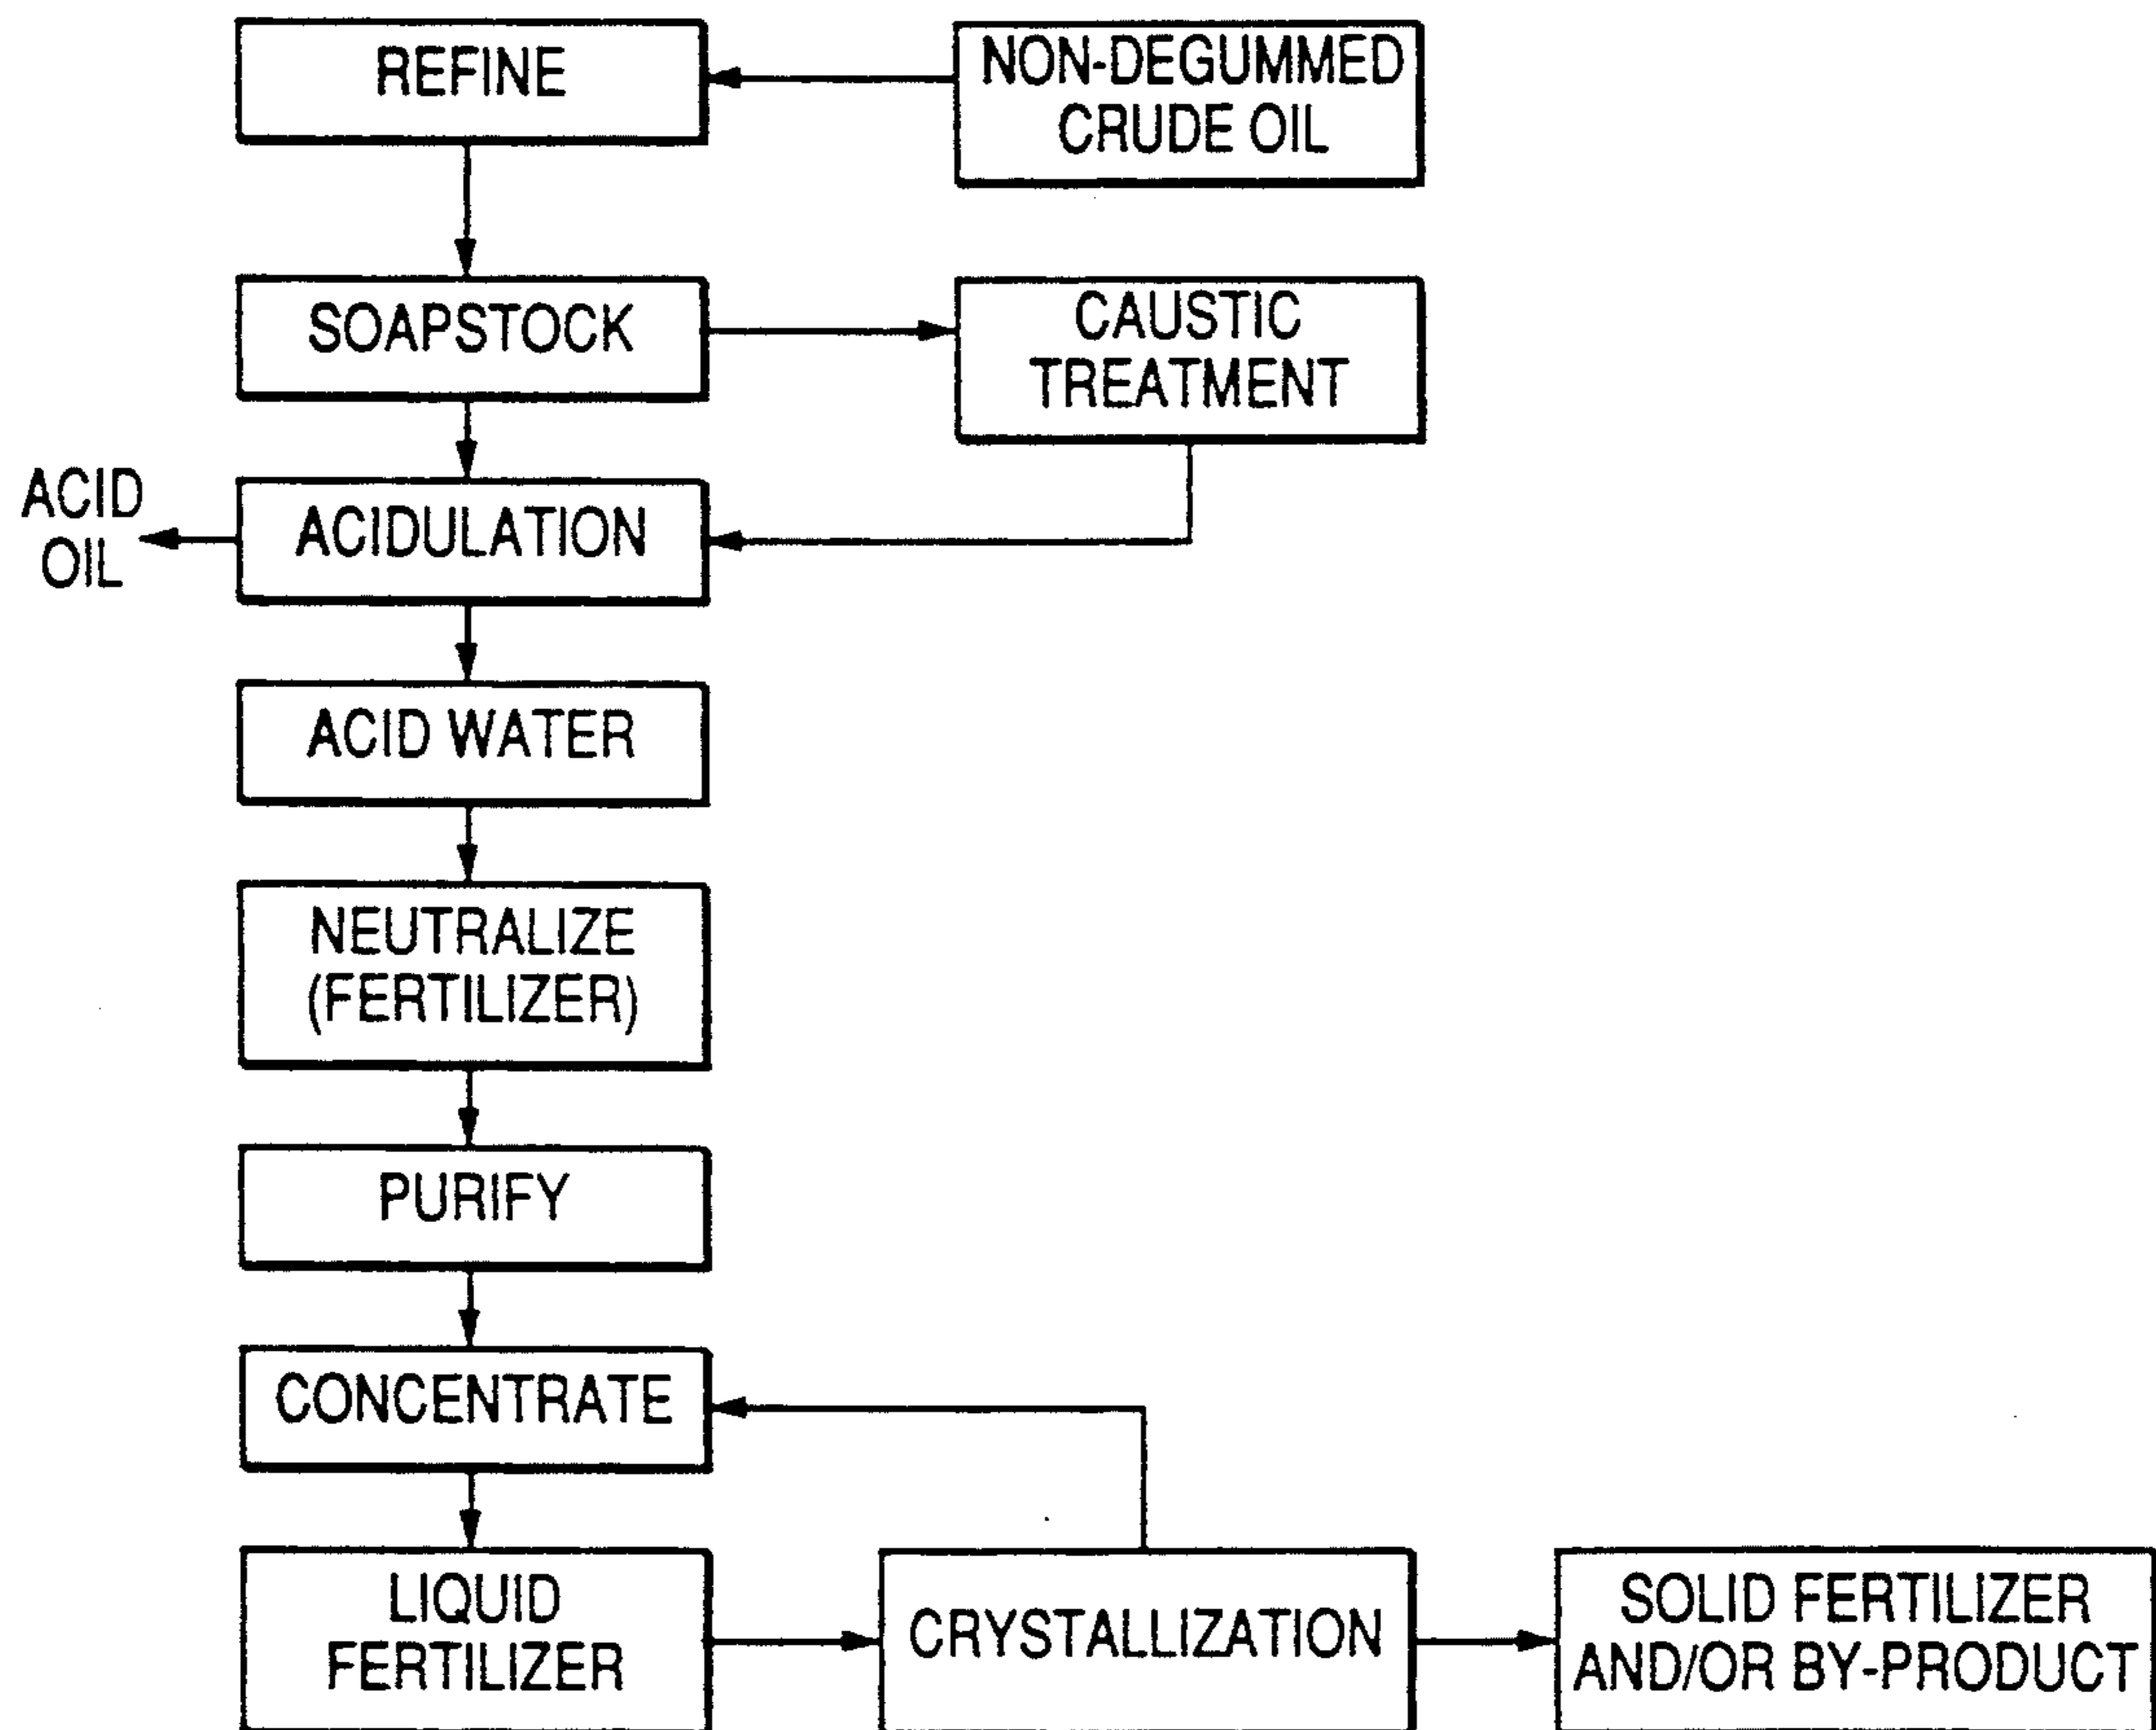 REFINE
NON-DEGUMMED
CRUDE OIL
SOAPSTOCK
CAUSTIC
TREATMENT
ACID
OIL
ACIDULATION
ACID WATER
NEUTRALIZE
(FERTILIZER)
PURIFY
CONCENTRATE
LIQUID
FERTILIZER
CRYSTALLIZATION
SOLID FERTILIZER
AND/OR BY-PRODUCT